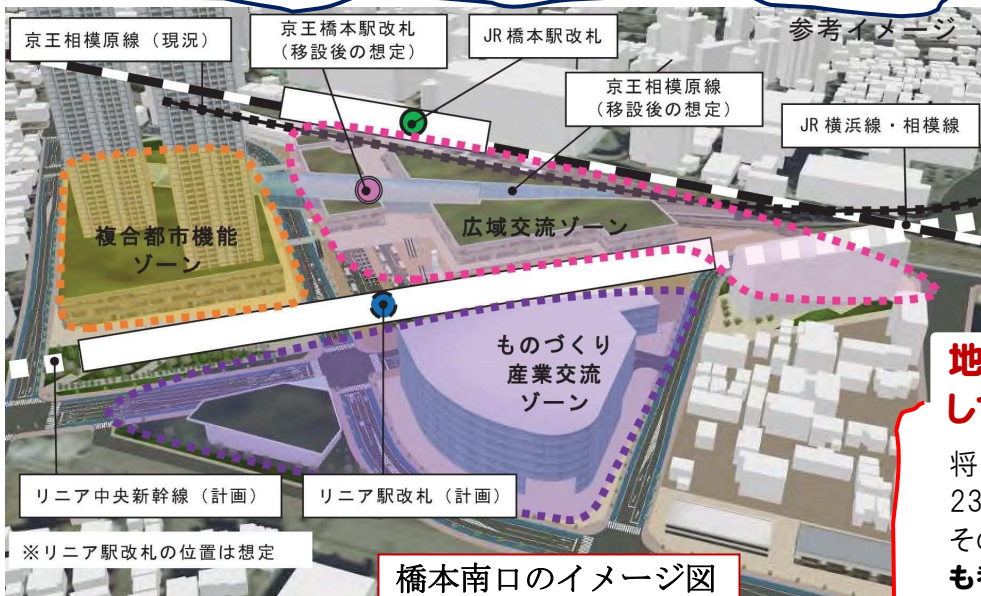 参考イメージ
京王相模原線(現況)
京王橋本駅改札
(移設後の想定)
JR橋本駅改札
京王相模原線
(移設後の想定)
JR横浜線・相模線
複合都市機能
ゾーン
広域交流ゾーン
ものづくり
産業交流
ゾーン
リニア中央新幹線(計画)
リニア駅改札(計画)
※リニア駅改札の位置は想定
橋本南口のイメージ図
地
して
将
23
その
も